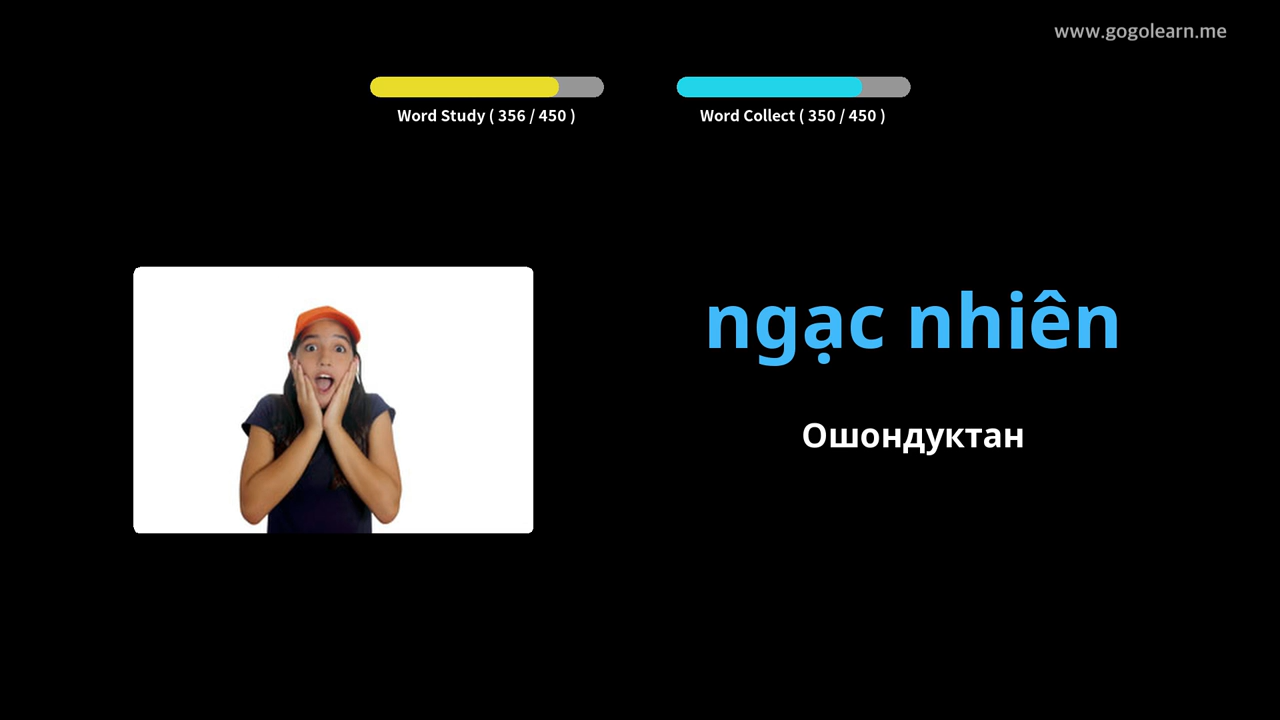 www.gogolearn.me
Word Study ( 356 / 450 )
Word Collect ( 350 / 450 )
ngạc nhiên
Ошондуктан